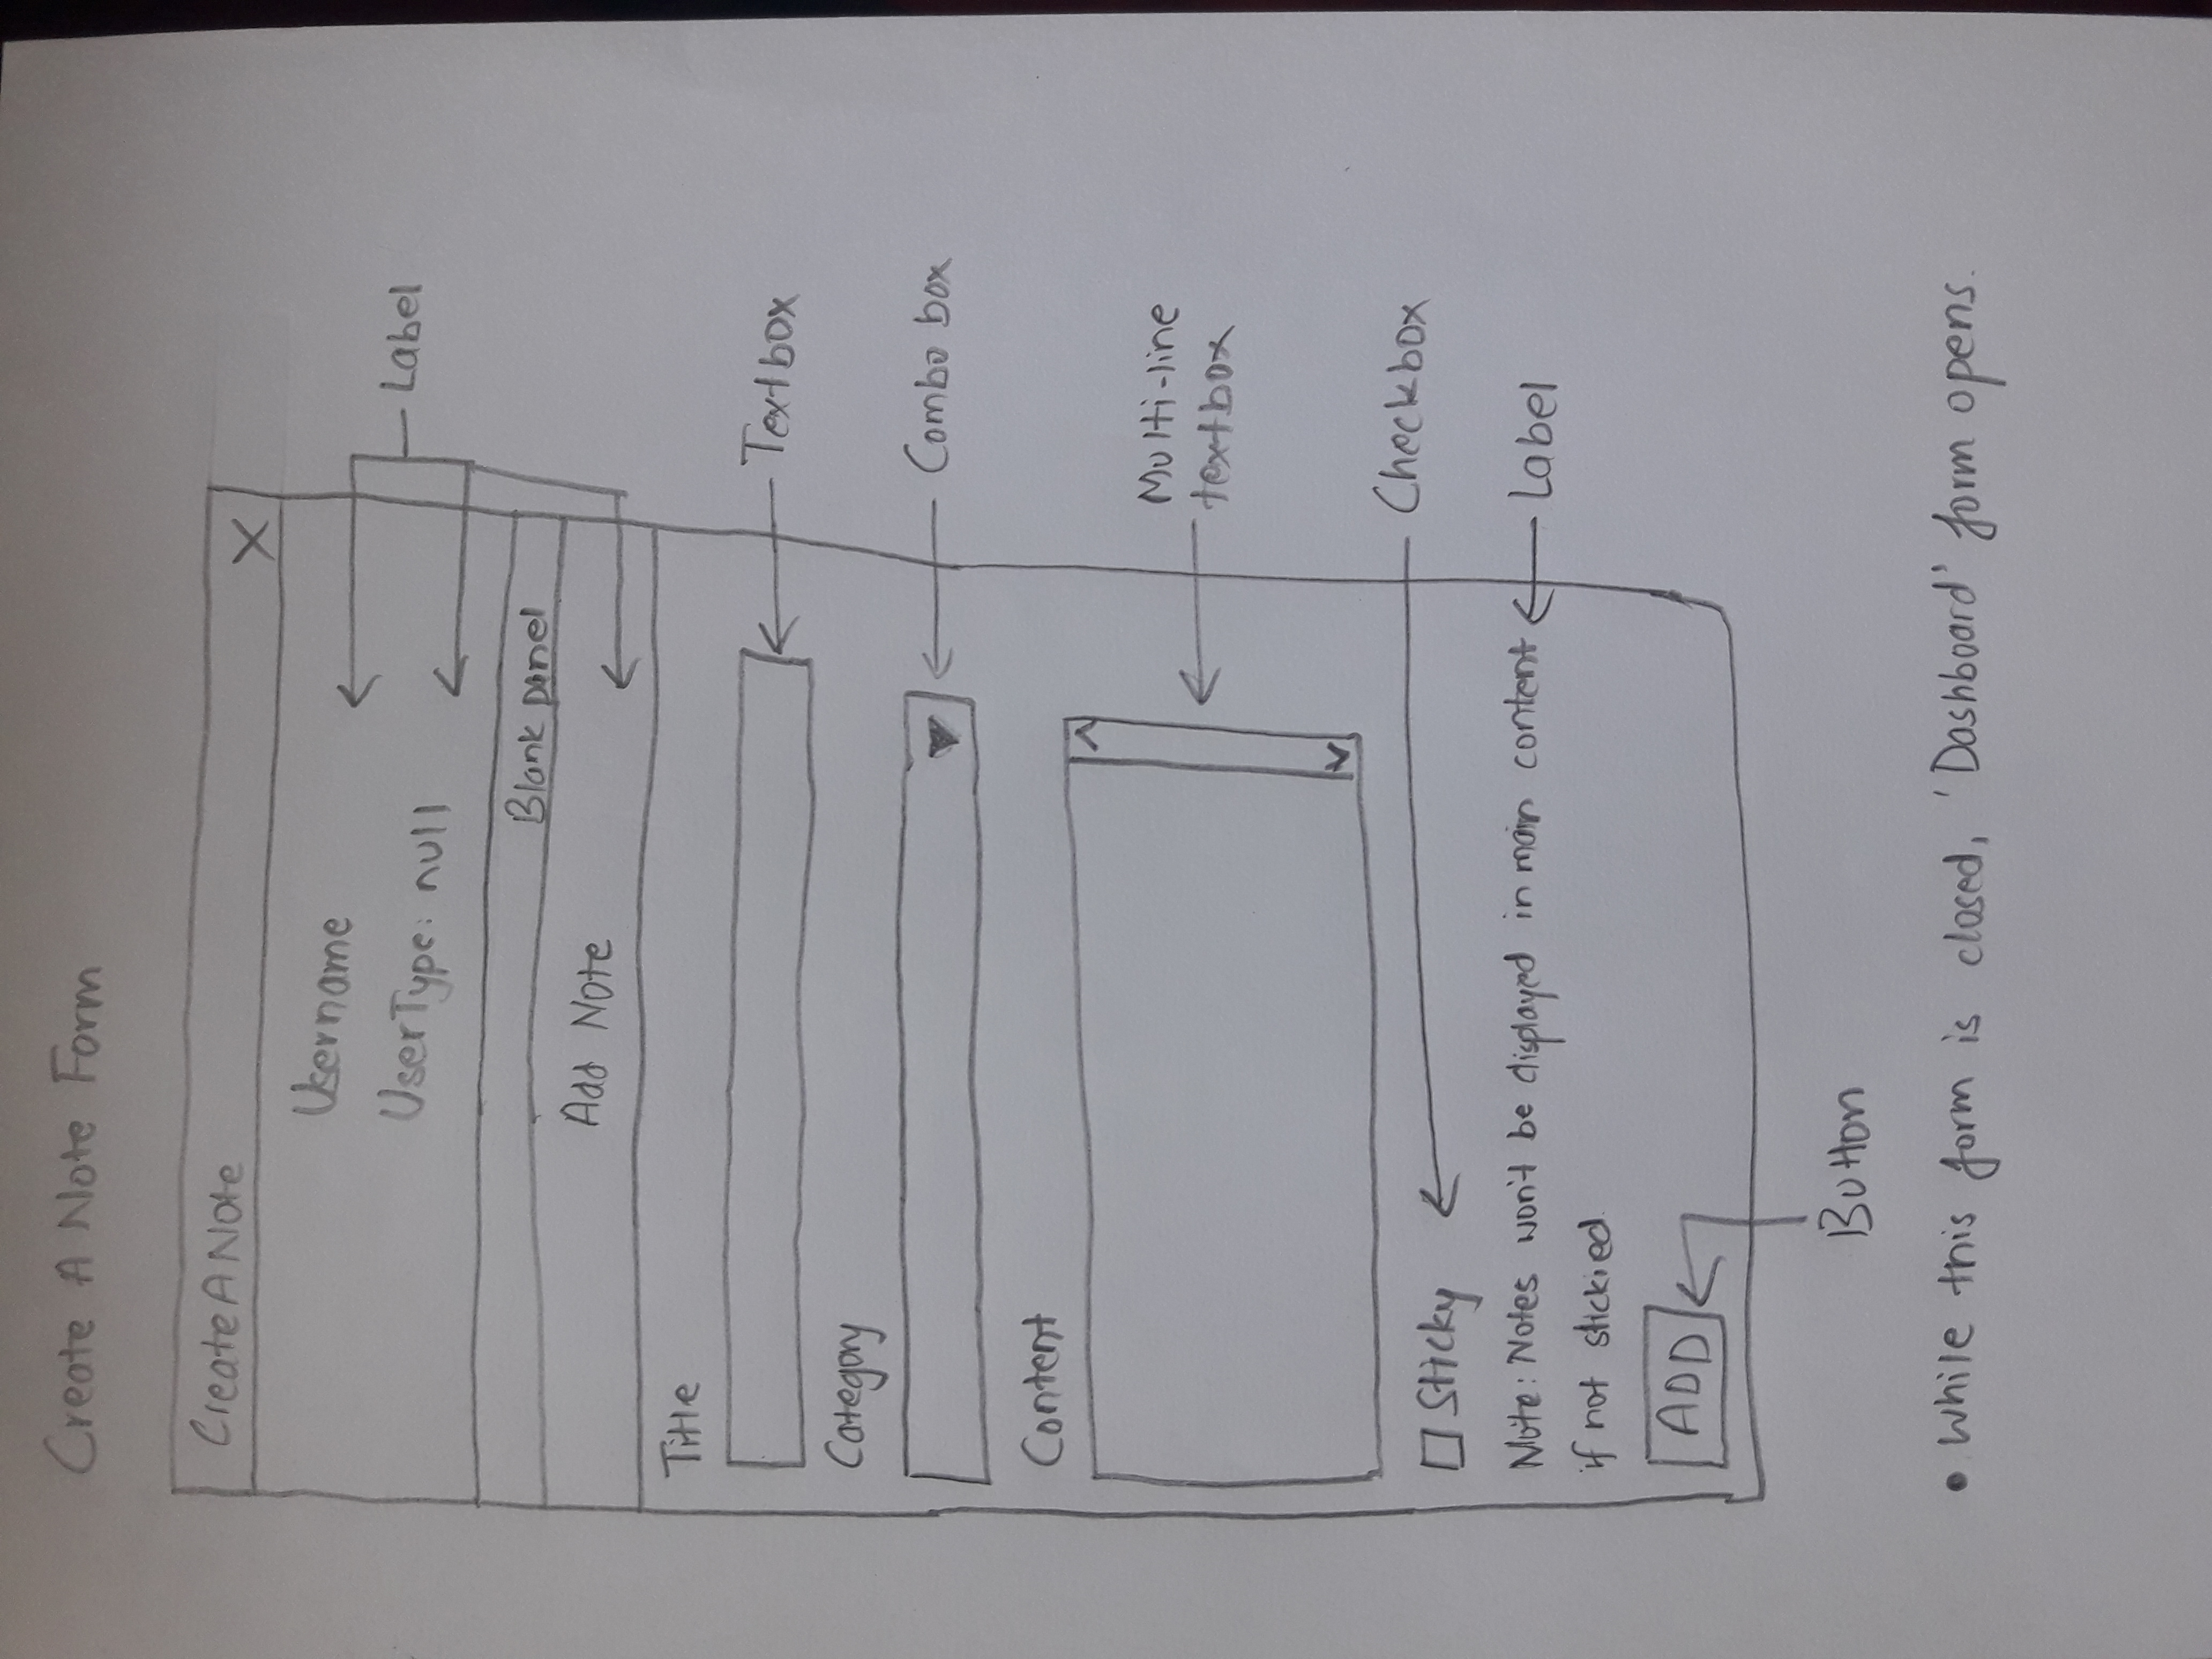 Create A Note Form
CreateANote X
Username
UserType: null
Label
Blank panel
Add Note
Title
Textbox
Category
Combo box
Content
Multi-line
textbox
Checkbox
Sticky
Note: Notes won't be displayed in main content
Label
if not stickied.
ADD
Button
• While this form is closed, 'Dashboard' form opens.